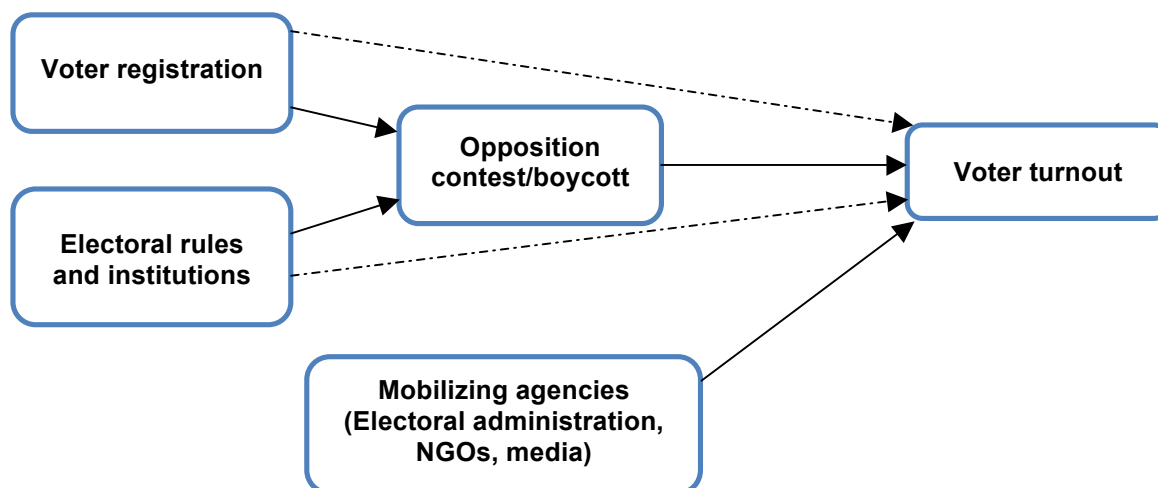 Voter registration
Opposition
contest/boycott
Voter turnout
Electoral rules
and institutions
Mobilizing agencies
(Electoral administration,
NGOs, media)